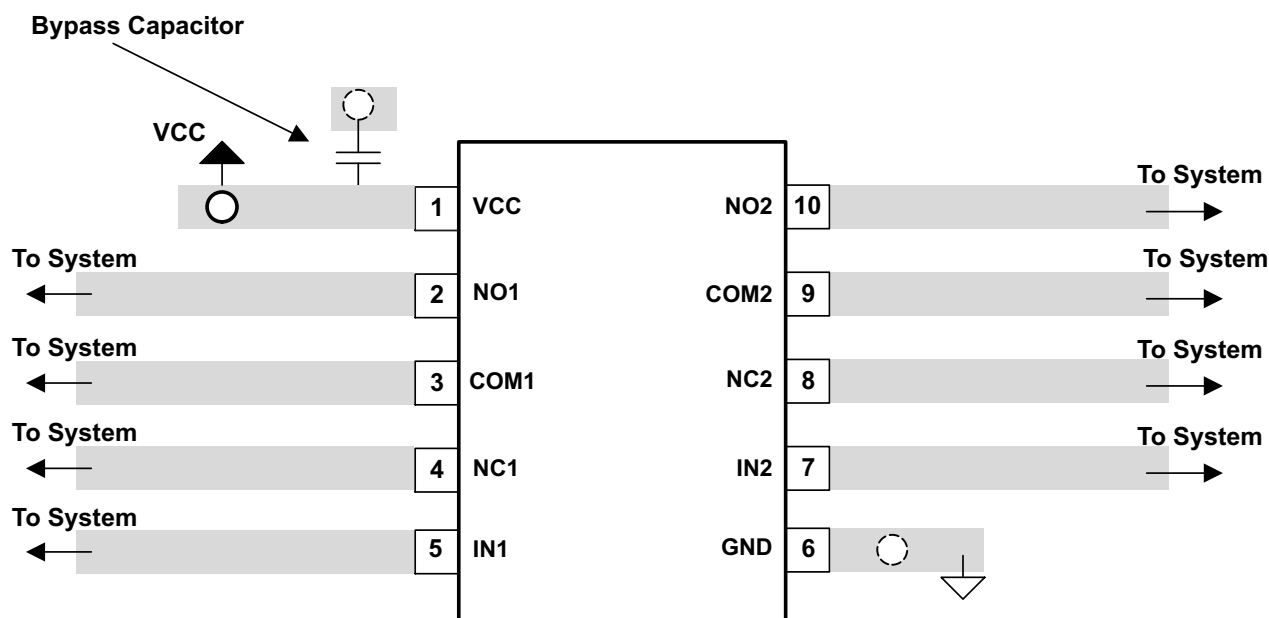 Bypass Capacitor
VCC
1 VCC NO2 10 To System
To System
2 NO1 COM2 9 To System
To System
3 COM1 NC2 8 To System
To System
4 NC1 IN2 7 To System
To System
5 IN1 GND 6